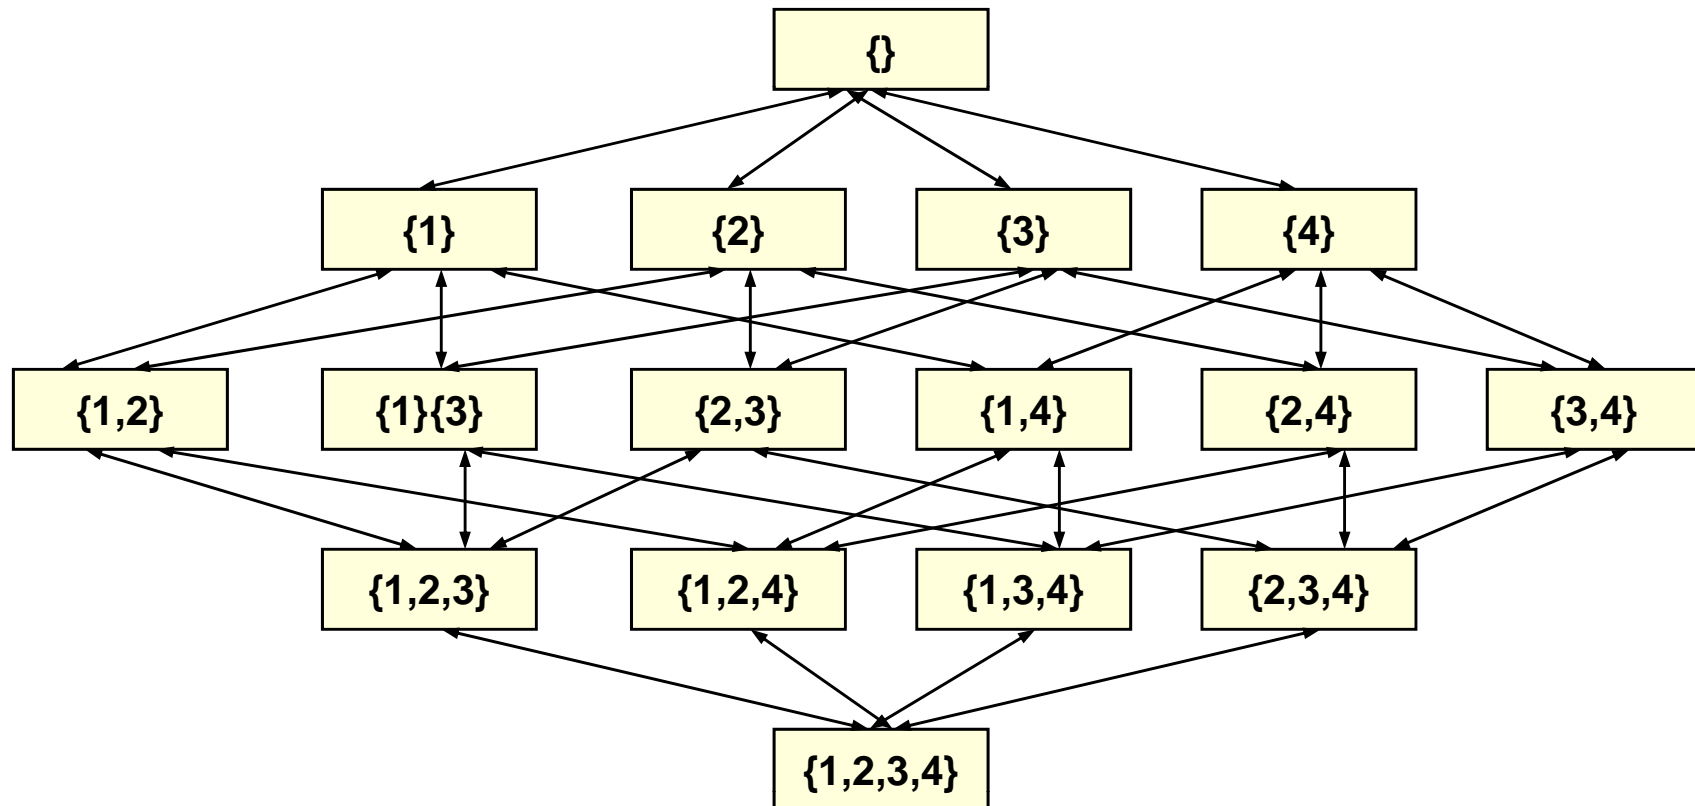 {}
{1} {2} {3} {4}
{1,2} {1}{3} {2,3} {1,4} {2,4} {3,4}
{1,2,3} {1,2,4} {1,3,4} {2,3,4}
{1,2,3,4}